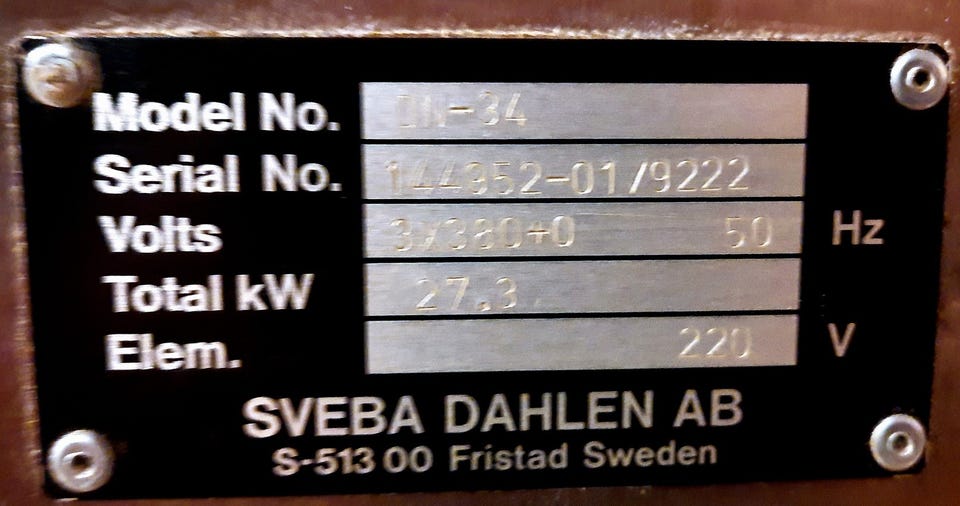 Model No. DN-34
Serial No. 144952-01/9222
Volts 3x380+0 50 Hz
Total kW 27,3
Elem. 220 V
SVEBA DAHLEN AB
S-513 00 Fristad Sweden